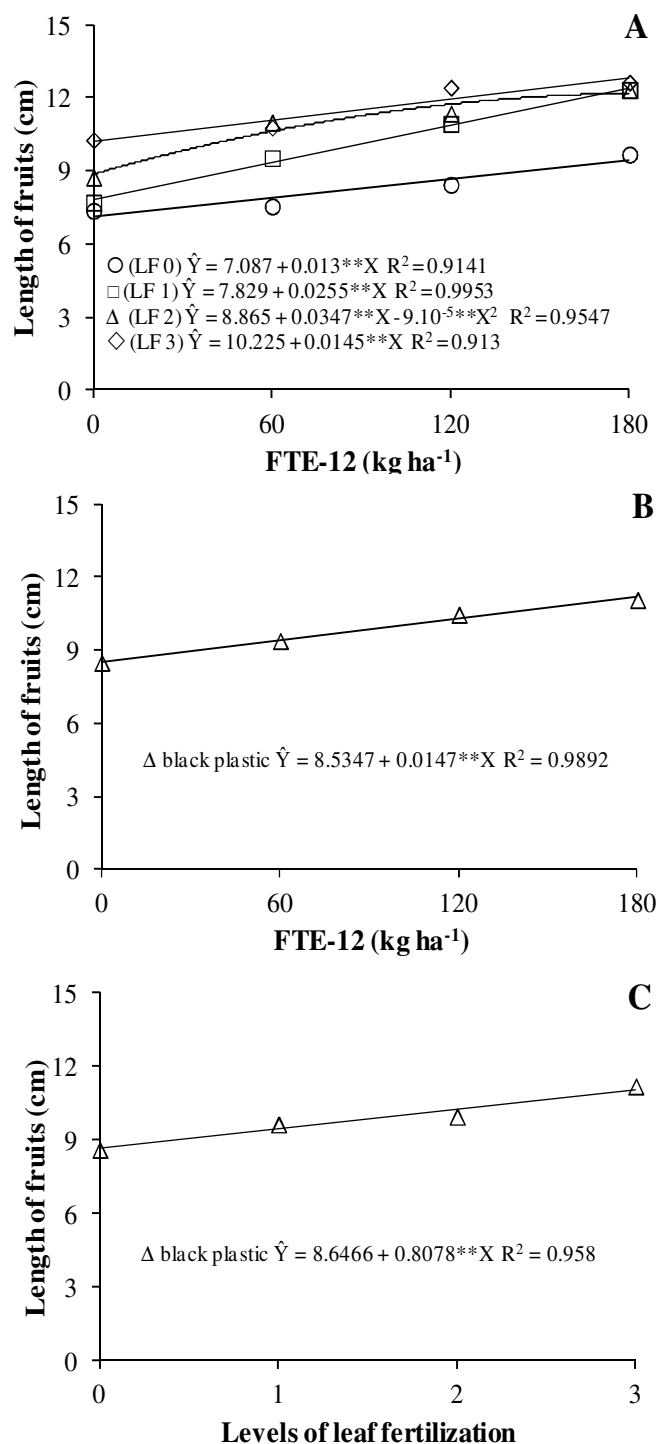 A
Length of fruits (cm)
15
12
9
6
3
0
○ (LF 0) Ŷ = 7.087 + 0.013**X R² = 0.9141
□ (LF 1) Ŷ = 7.829 + 0.0255**X R² = 0.9953
Δ (LF 2) Ŷ = 8.865 + 0.0347**X - 9.10⁻⁵**X² R² = 0.9547
◇ (LF 3) Ŷ = 10.225 + 0.0145**X R² = 0.913
0 60 120 180
FTE-12 (kg ha⁻¹)
B
Length of fruits (cm)
15
12
9
6
3
0
Δ black plastic Ŷ = 8.5347 + 0.0147**X R² = 0.9892
0 60 120 180
FTE-12 (kg ha⁻¹)
C
Length of fruits (cm)
15
12
9
6
3
0
Δ black plastic Ŷ = 8.6466 + 0.8078**X R² = 0.958
0 1 2 3
Levels of leaf fertilization